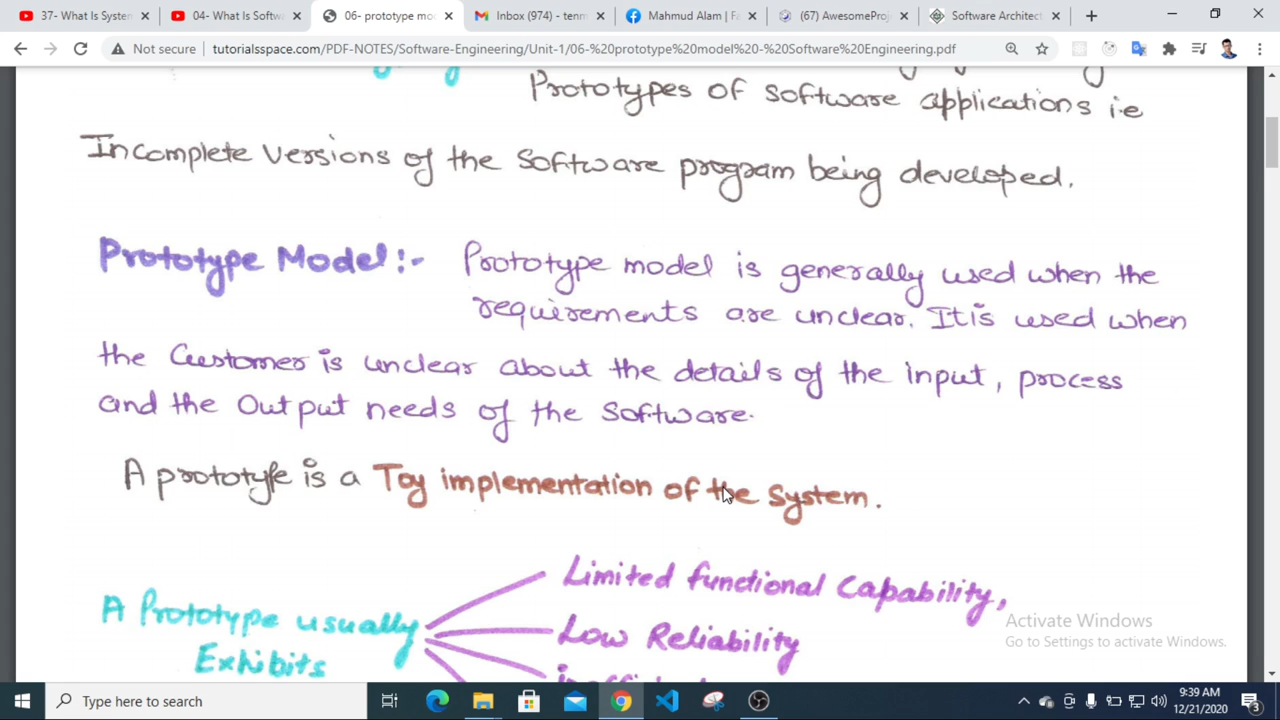 37- What Is System
04- What Is Softwa
06- prototype mod
Inbox (974) - tenm
Mahmud Alam | Fa
(67) AwesomeProj
Software Architect
Not secure
tutorialsspace.com/PDF-NOTES/Software-Engineering/Unit-1/06-%20prototype%20model%20-%20Software%20Engineering.pdf
Prototypes of software applications i.e
Incomplete versions of the software program being developed.
Prototype Model:- Prototype model is generally used when the
requirements are unclear. It is used when
the Customer is unclear about the details of the input, process
and the Output needs of the Software.
A prototype is a Toy implementation of the System.
Limited functional Capability,
A Prototype usually
Low Reliability
Exhibits
Activate Windows
Go to Settings to activate Windows.
Type here to search
9:39 AM
12/21/2020
3